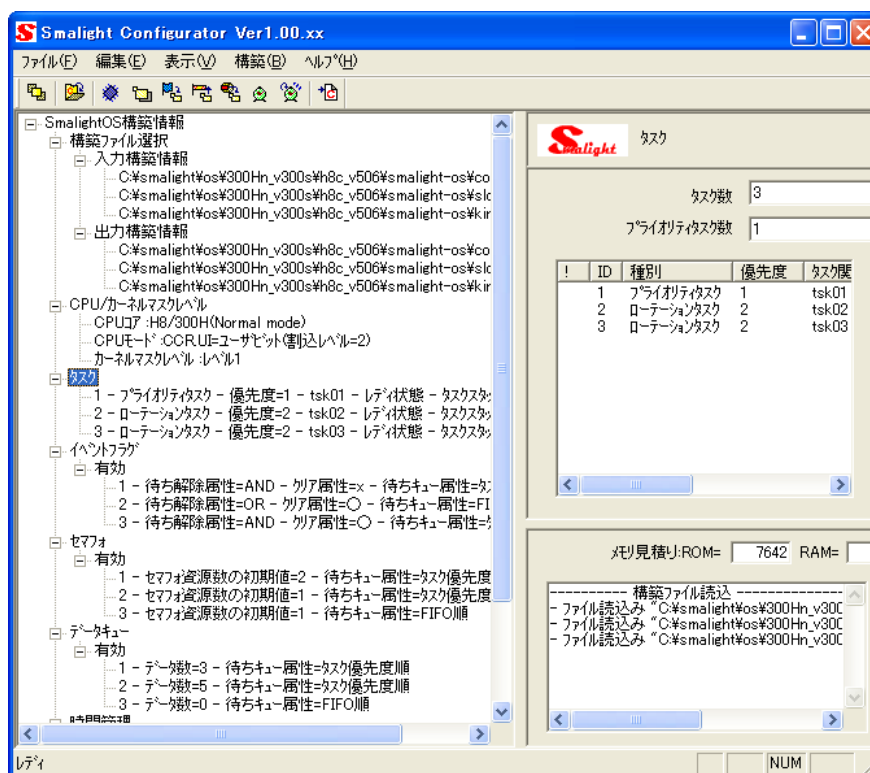 Smalight Configurator Ver1.00.xx
ファイル(F) 編集(E) 表示(V) 構築(B) ヘルプ(H)
SmalightOS構築情報
構築ファイル選択
入力構築情報
C:¥smalight¥os¥300Hn_v300s¥h8c_v506¥smalight-os¥co
C:¥smalight¥os¥300Hn_v300s¥h8c_v506¥smalight-os¥slc
C:¥smalight¥os¥300Hn_v300s¥h8c_v506¥smalight-os¥kir
出力構築情報
C:¥smalight¥os¥300Hn_v300s¥h8c_v506¥smalight-os¥co
C:¥smalight¥os¥300Hn_v300s¥h8c_v506¥smalight-os¥slc
C:¥smalight¥os¥300Hn_v300s¥h8c_v506¥smalight-os¥kir
CPU/カーネルマスクレベル
CPUコア :H8/300H(Normal mode)
CPUモード :CCR.UI=ユーザビット(割込レベル=2)
カーネルマスクレベル :レベル1
タスク
1 - プライオリティタスク - 優先度=1 - tsk01 - レディ状態 - タスクスタッ
2 - ローテーションタスク - 優先度=2 - tsk02 - レディ状態 - タスクスタッ
3 - ローテーションタスク - 優先度=2 - tsk03 - レディ状態 - タスクスタッ
イベントフラグ
有効
1 - 待ち解除属性=AND - クリア属性=x - 待ちキュー属性=タ
2 - 待ち解除属性=OR - クリア属性=○ - 待ちキュー属性=FI
3 - 待ち解除属性=AND - クリア属性=○ - 待ちキュー属性=タ
セマフォ
有効
1 - セマフォ資源数の初期値=2 - 待ちキュー属性=タスク優先度
2 - セマフォ資源数の初期値=1 - 待ちキュー属性=タスク優先度
3 - セマフォ資源数の初期値=1 - 待ちキュー属性=FIFO順
データキュー
有効
1 - データ数=3 - 待ちキュー属性=タスク優先度順
2 - データ数=5 - 待ちキュー属性=タスク優先度順
3 - データ数=0 - 待ちキュー属性=FIFO順
時間管理
Smalight タスク
タスク数 3
プライオリティタスク数 1
! ID 種別 優先度 タスク関
1 プライオリティタスク 1 tsk01
2 ローテーションタスク 2 tsk02
3 ローテーションタスク 2 tsk03
メモリ見積り:ROM= 7642 RAM=
---------- 構築ファイル読込 --------------
- ファイル読込み "C:¥smalight¥os¥300Hn_v300
- ファイル読込み "C:¥smalight¥os¥300Hn_v300
- ファイル読込み "C:¥smalight¥os¥300Hn_v300
レディ NUM